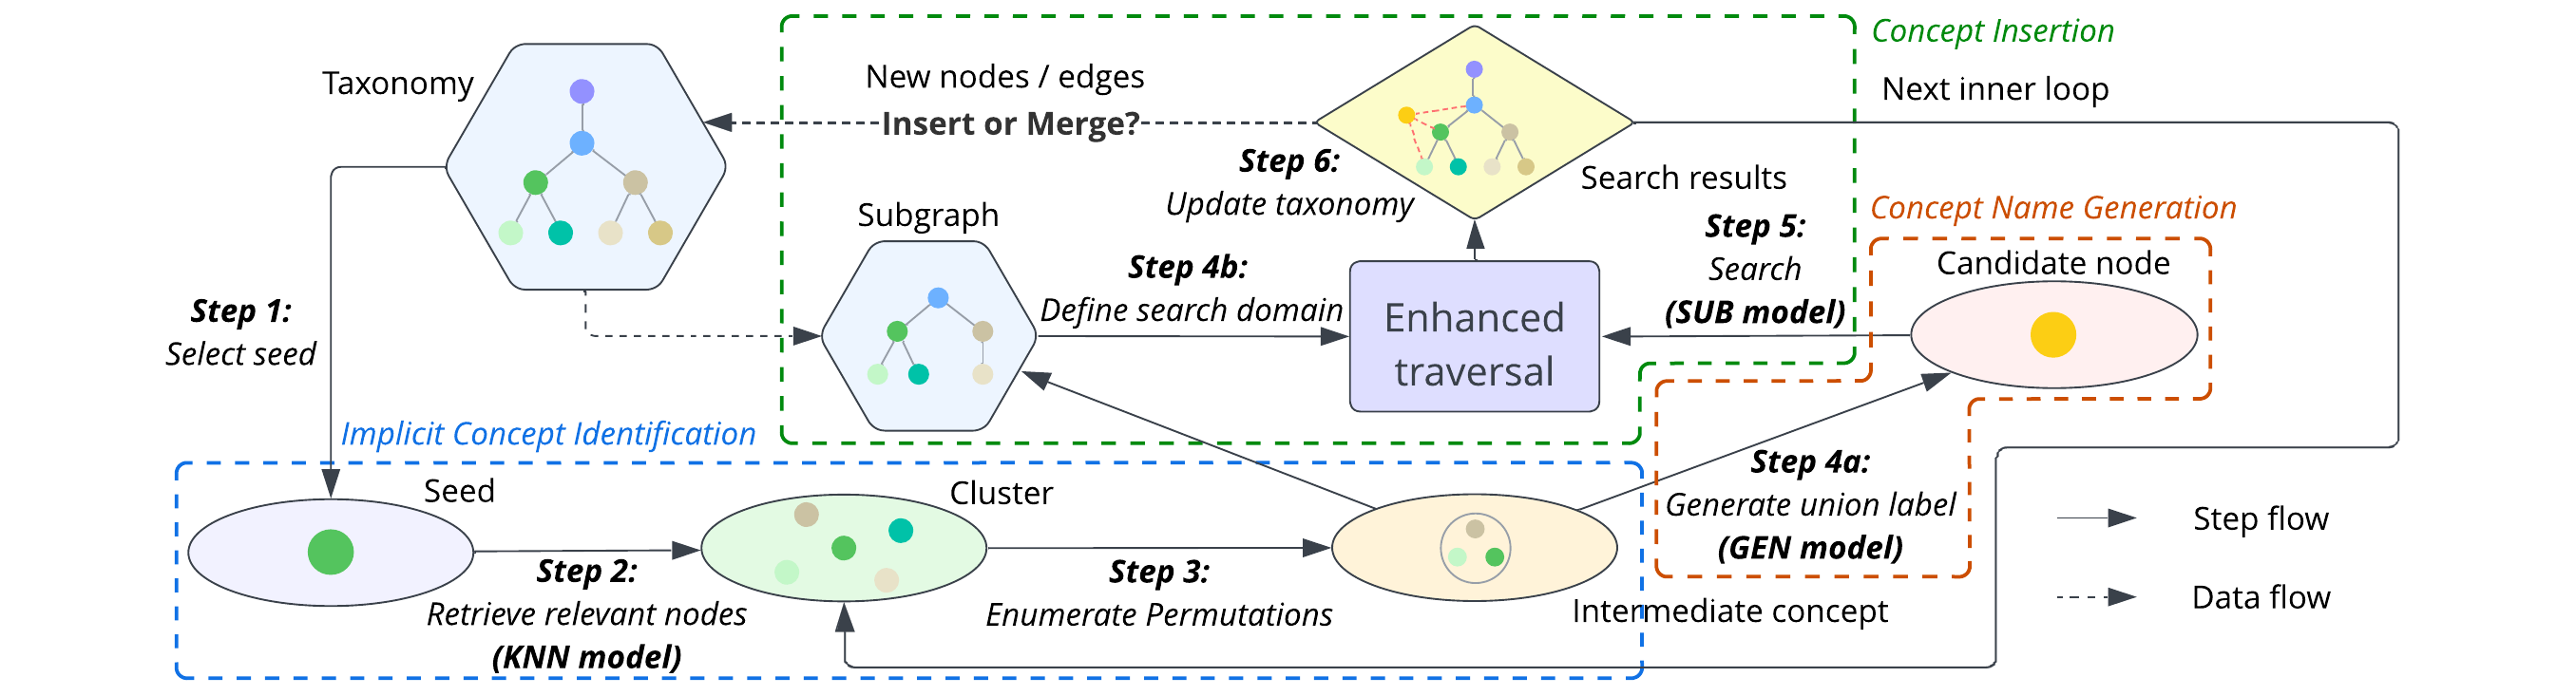 Concept Insertion
Taxonomy
New nodes / edges
Insert or Merge?
Next inner loop
Step 6:
Update taxonomy
Search results
Subgraph
Concept Name Generation
Step 5:
Search
(SUB model)
Candidate node
Step 4b:
Define search domain
Enhanced
traversal
Step 1:
Select seed
Implicit Concept Identification
Seed
Cluster
Step 4a:
Generate union label
(GEN model)
Step 2:
Retrieve relevant nodes
(KNN model)
Step 3:
Enumerate Permutations
Intermediate concept
Step flow
Data flow